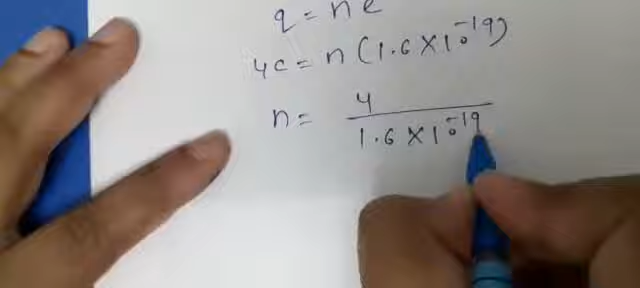 q = ne
4C = n (1.6 × 10⁻¹⁹)
n = 4 / 1.6 × 10⁻¹⁹